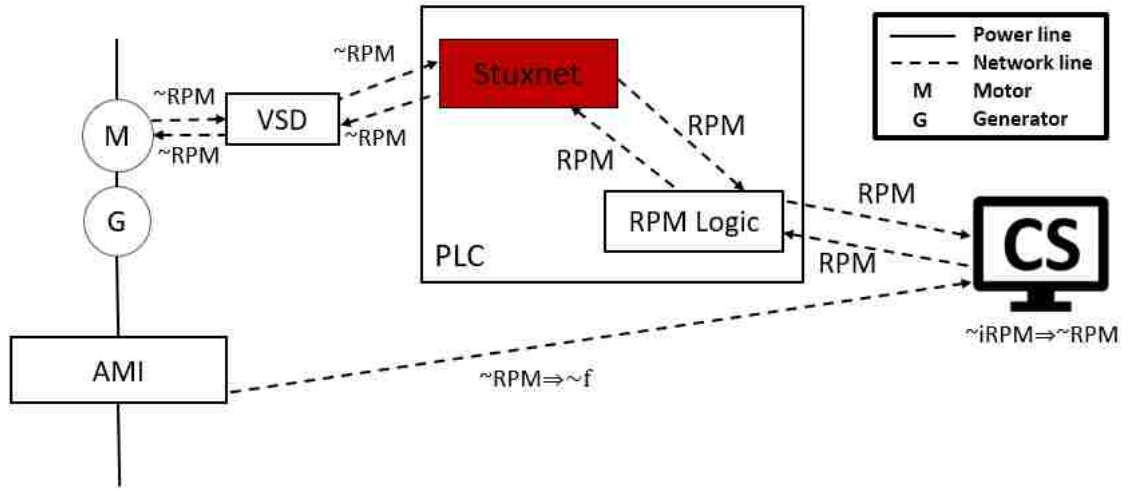 Power line
Network line
M Motor
G Generator
~RPM
Stuxnet
~RPM
VSD
~RPM
M
~RPM
RPM
RPM
G
RPM Logic
RPM
PLC
RPM
CS
~iRPM⇒~RPM
AMI
~RPM⇒~f